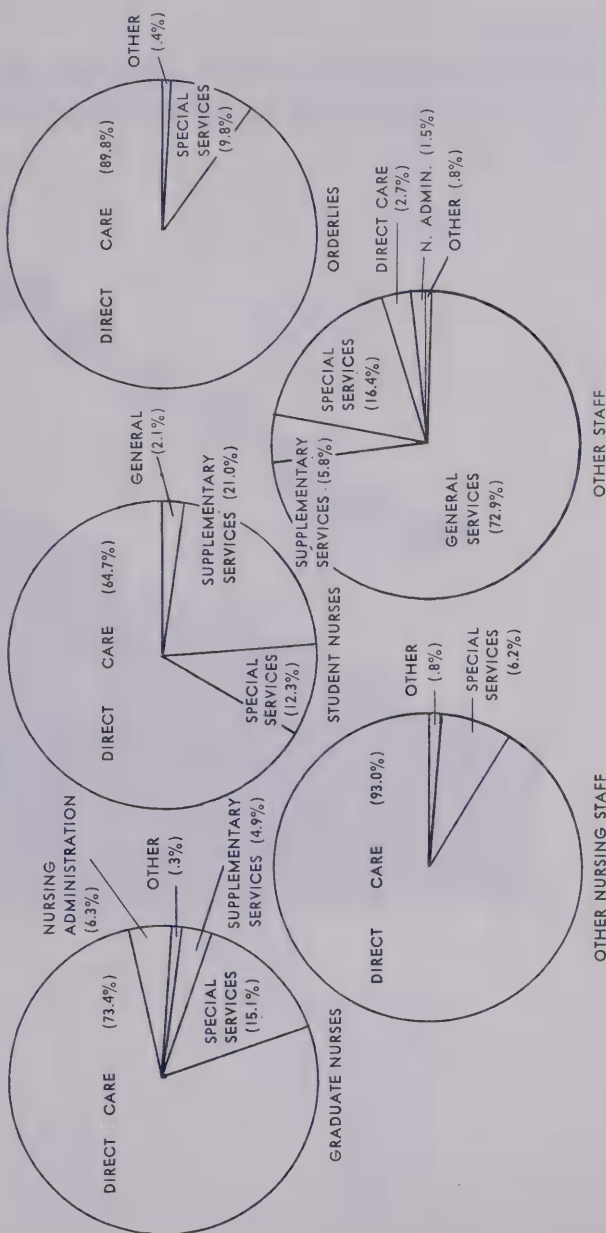 DIRECT CARE (73.4%)
NURSING
ADMINISTRATION
(6.3%)
OTHER
(.3%)
SUPPLEMENTARY
SERVICES (4.9%)
SPECIAL
SERVICES
(15.1%)
GRADUATE NURSES
DIRECT CARE (64.7%)
GENERAL
(2.1%)
SUPPLEMENTARY
SERVICES (21.0%)
SPECIAL
SERVICES
(12.3%)
STUDENT NURSES
DIRECT CARE (89.8%)
OTHER
(.4%)
SPECIAL
SERVICES
(9.8%)
ORDERLIES
DIRECT CARE (93.0%)
OTHER
(.8%)
SPECIAL
SERVICES
(6.2%)
OTHER NURSING STAFF
SUPPLEMENTARY
SERVICES (5.8%)
SPECIAL
SERVICES
(16.4%)
DIRECT CARE
(2.7%)
N. ADMIN. (1.5%)
OTHER (.8%)
GENERAL
SERVICES
(72.9%)
OTHER STAFF